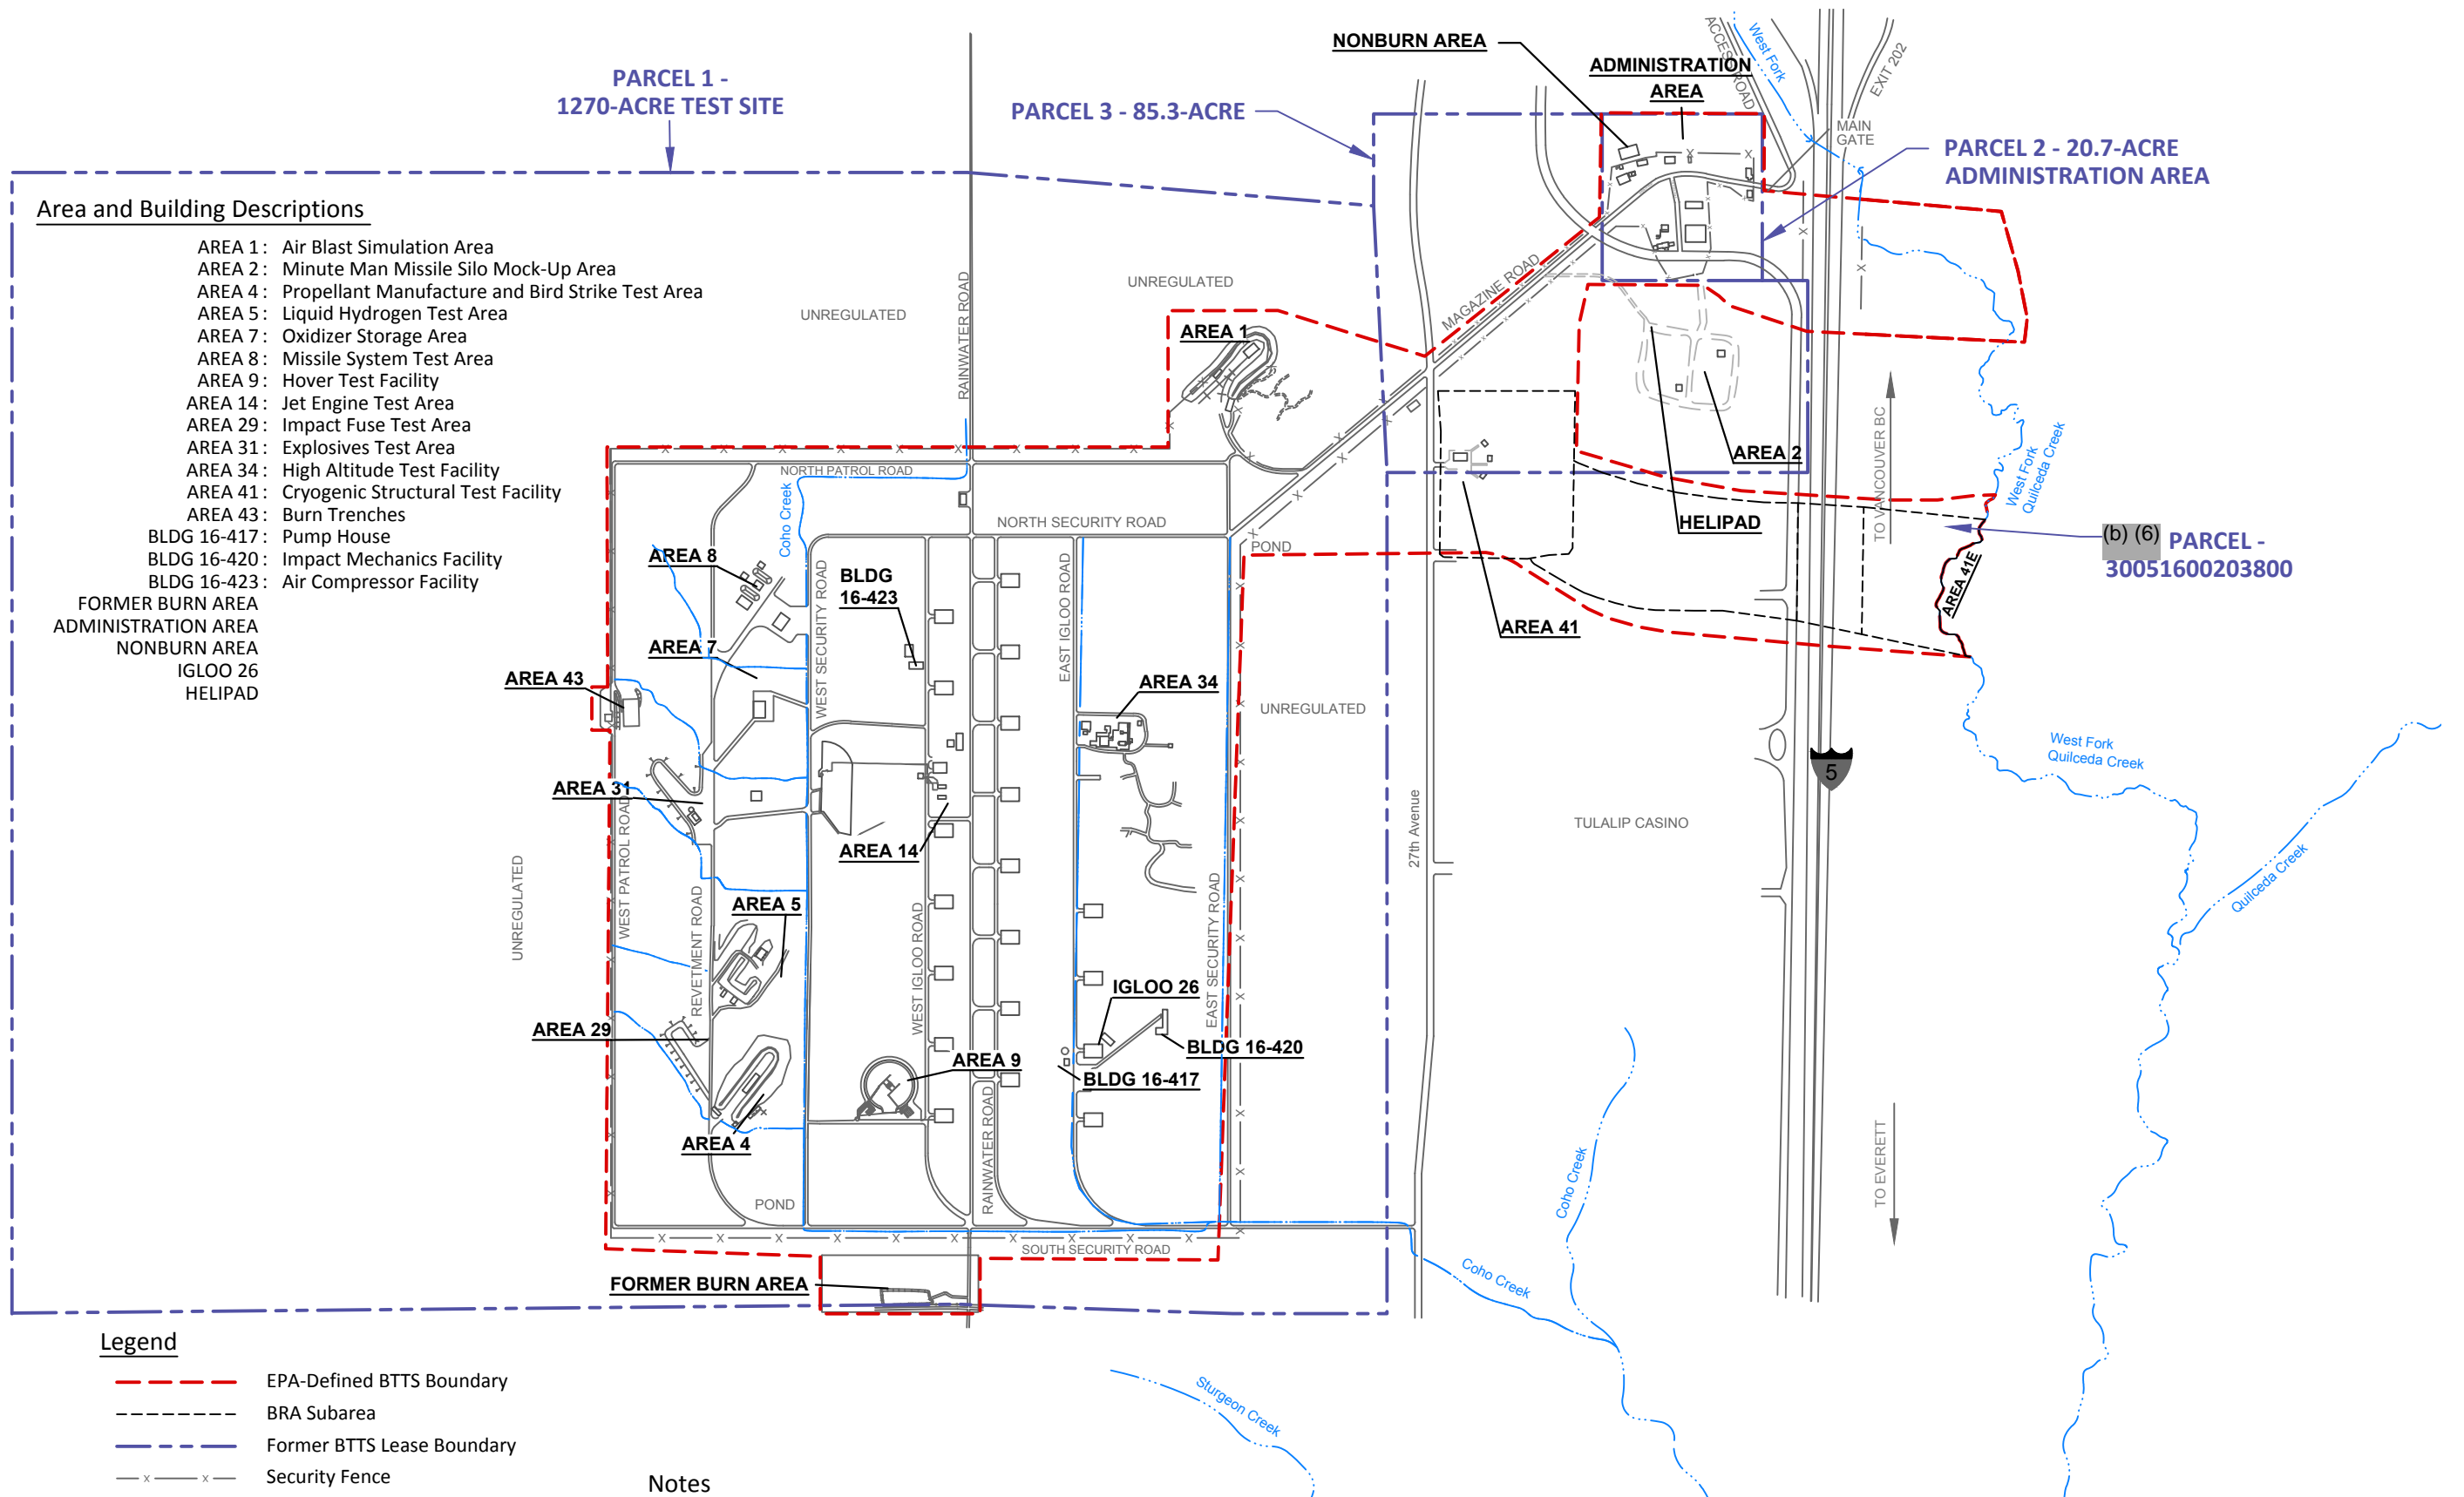 PARCEL 1 -
1270-ACRE TEST SITE
PARCEL 3 - 85.3-ACRE
NONBURN AREA
ADMINISTRATION
AREA
ACCESS ROAD
West Fork
EXIT 202
MAIN
GATE
PARCEL 2 - 20.7-ACRE
ADMINISTRATION AREA
Area and Building Descriptions
AREA 1 : Air Blast Simulation Area
AREA 2 : Minute Man Missile Silo Mock-Up Area
AREA 4 : Propellant Manufacture and Bird Strike Test Area
AREA 5 : Liquid Hydrogen Test Area
AREA 7 : Oxidizer Storage Area
AREA 8 : Missile System Test Area
AREA 9 : Hover Test Facility
AREA 14 : Jet Engine Test Area
AREA 29 : Impact Fuse Test Area
AREA 31 : Explosives Test Area
AREA 34 : High Altitude Test Facility
AREA 41 : Cryogenic Structural Test Facility
AREA 43 : Burn Trenches
BLDG 16-417 : Pump House
BLDG 16-420 : Impact Mechanics Facility
BLDG 16-423 : Air Compressor Facility
FORMER BURN AREA
ADMINISTRATION AREA
NONBURN AREA
IGLOO 26
HELIPAD
UNREGULATED
UNREGULATED
RAINWATER ROAD
MAGAZINE ROAD
AREA 1
AREA 2
HELIPAD
TO VANCOUVER BC
West Fork
Quilceda Creek
NORTH PATROL ROAD
Coho Creek
NORTH SECURITY ROAD
POND
(b) (6) PARCEL -
30051600203800
AREA 41E
AREA 8
BLDG
16-423
WEST SECURITY ROAD
EAST IGLOO ROAD
AREA 41
AREA 7
AREA 43
AREA 34
UNREGULATED
West Fork
Quilceda Creek
5
AREA 31
WEST PATROL ROAD
AREA 14
27th Avenue
TULALIP CASINO
Quilceda Creek
UNREGULATED
REVETMENT ROAD
AREA 5
WEST IGLOO ROAD
EAST SECURITY ROAD
IGLOO 26
AREA 29
BLDG 16-420
AREA 9
BLDG 16-417
AREA 4
RAINWATER ROAD
Coho Creek
TO EVERETT
POND
SOUTH SECURITY ROAD
FORMER BURN AREA
Coho Creek
Sturgeon Creek
Legend
EPA-Defined BTTS Boundary
BRA Subarea
Former BTTS Lease Boundary
Security Fence
Notes